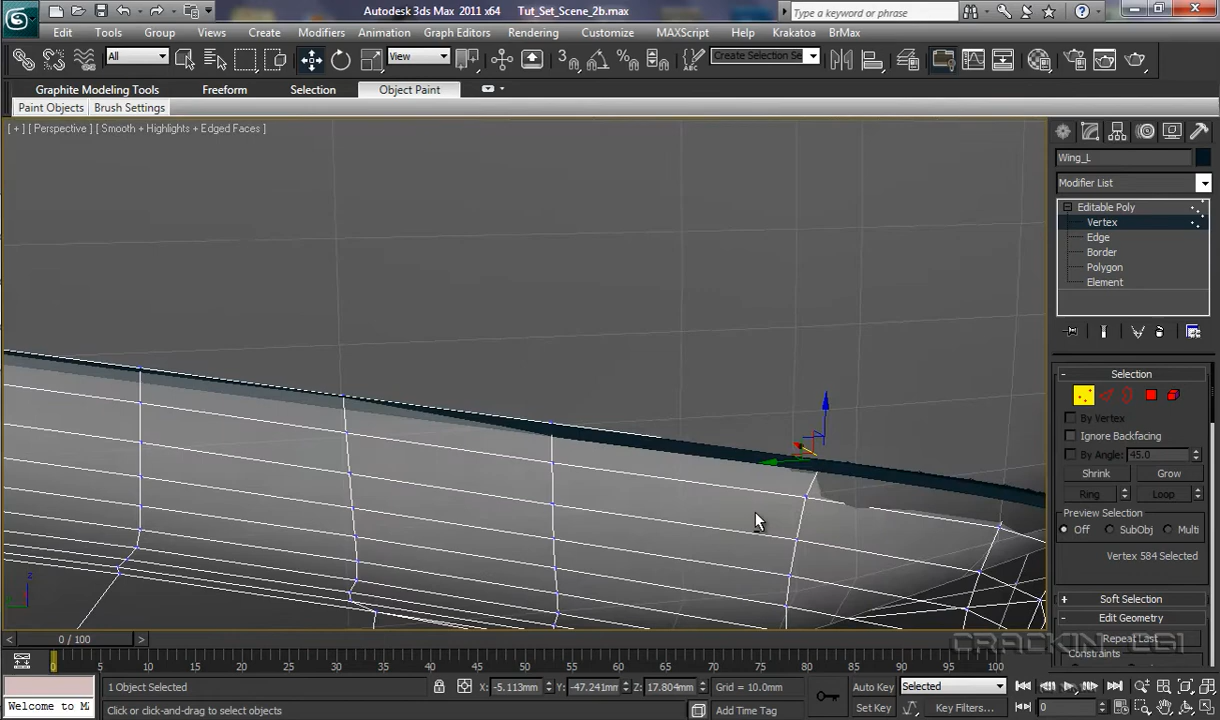 Autodesk 3ds Max 2011 x64 Tut_Set_Scene_2b.max
Type a keyword or phrase
Edit Tools Group Views Create Modifiers Animation Graph Editors Rendering Customize MAXScript Help Krakatoa BrMax
All View Create Selection Se
Graphite Modeling Tools Freeform Selection Object Paint
Paint Objects Brush Settings
[ + ] [ Perspective ] [ Smooth + Highlights + Edged Faces ]
Wing_L
Modifier List
Editable Poly
Vertex
Edge
Border
Polygon
Element
Selection
By Vertex
Ignore Backfacing
By Angle: 45.0
Shrink Grow
Ring Loop
Preview Selection
Off SubObj Multi
Vertex 584 Selected
Soft Selection
Edit Geometry
Repeat Last
Constraints
CRACKIN CGI
z
0 / 100
0 5 10 15 20 25 30 35 40 45 50 55 60 65 70 75 80 85 90 95 100
1 Object Selected X: -5.113mm Y: -47.241mm Z: 17.804mm Grid = 10.0mm Auto Key Selected
Welcome to M Click or click-and-drag to select objects Add Time Tag Set Key Key Filters... 0